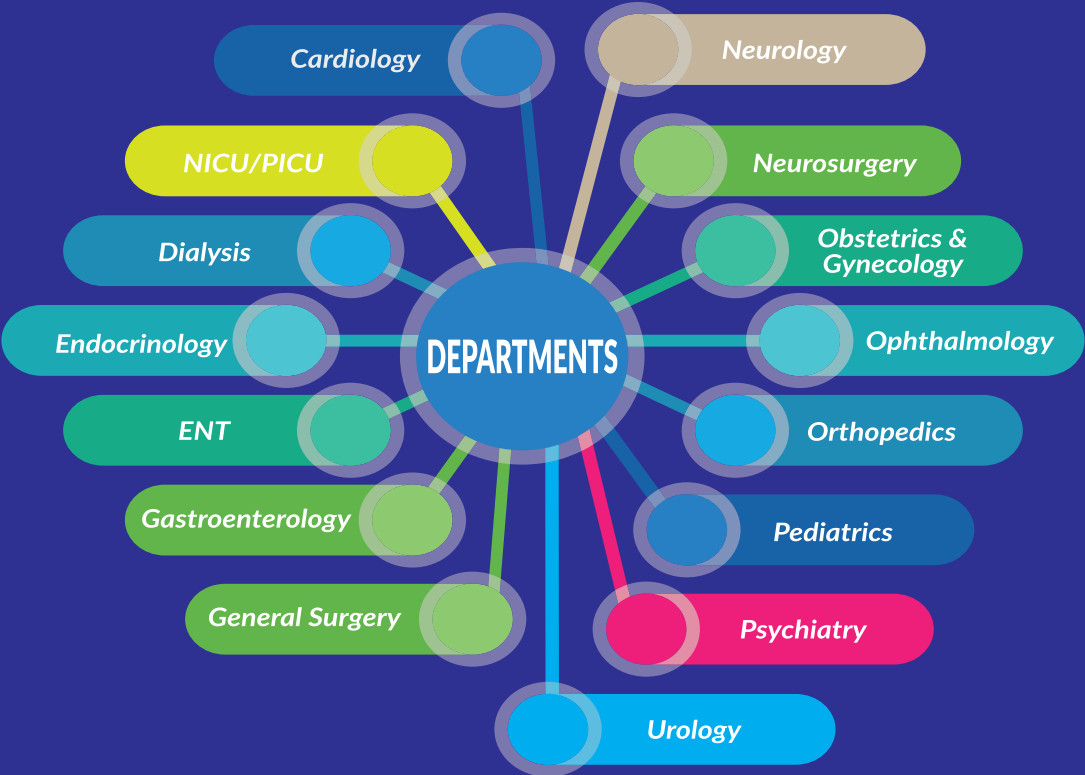 Cardiology
Neurology
NICU/PICU
Neurosurgery
Dialysis
Obstetrics &
Gynecology
Endocrinology
DEPARTMENTS
Ophthalmology
ENT
Orthopedics
Gastroenterology
Pediatrics
General Surgery
Psychiatry
Urology